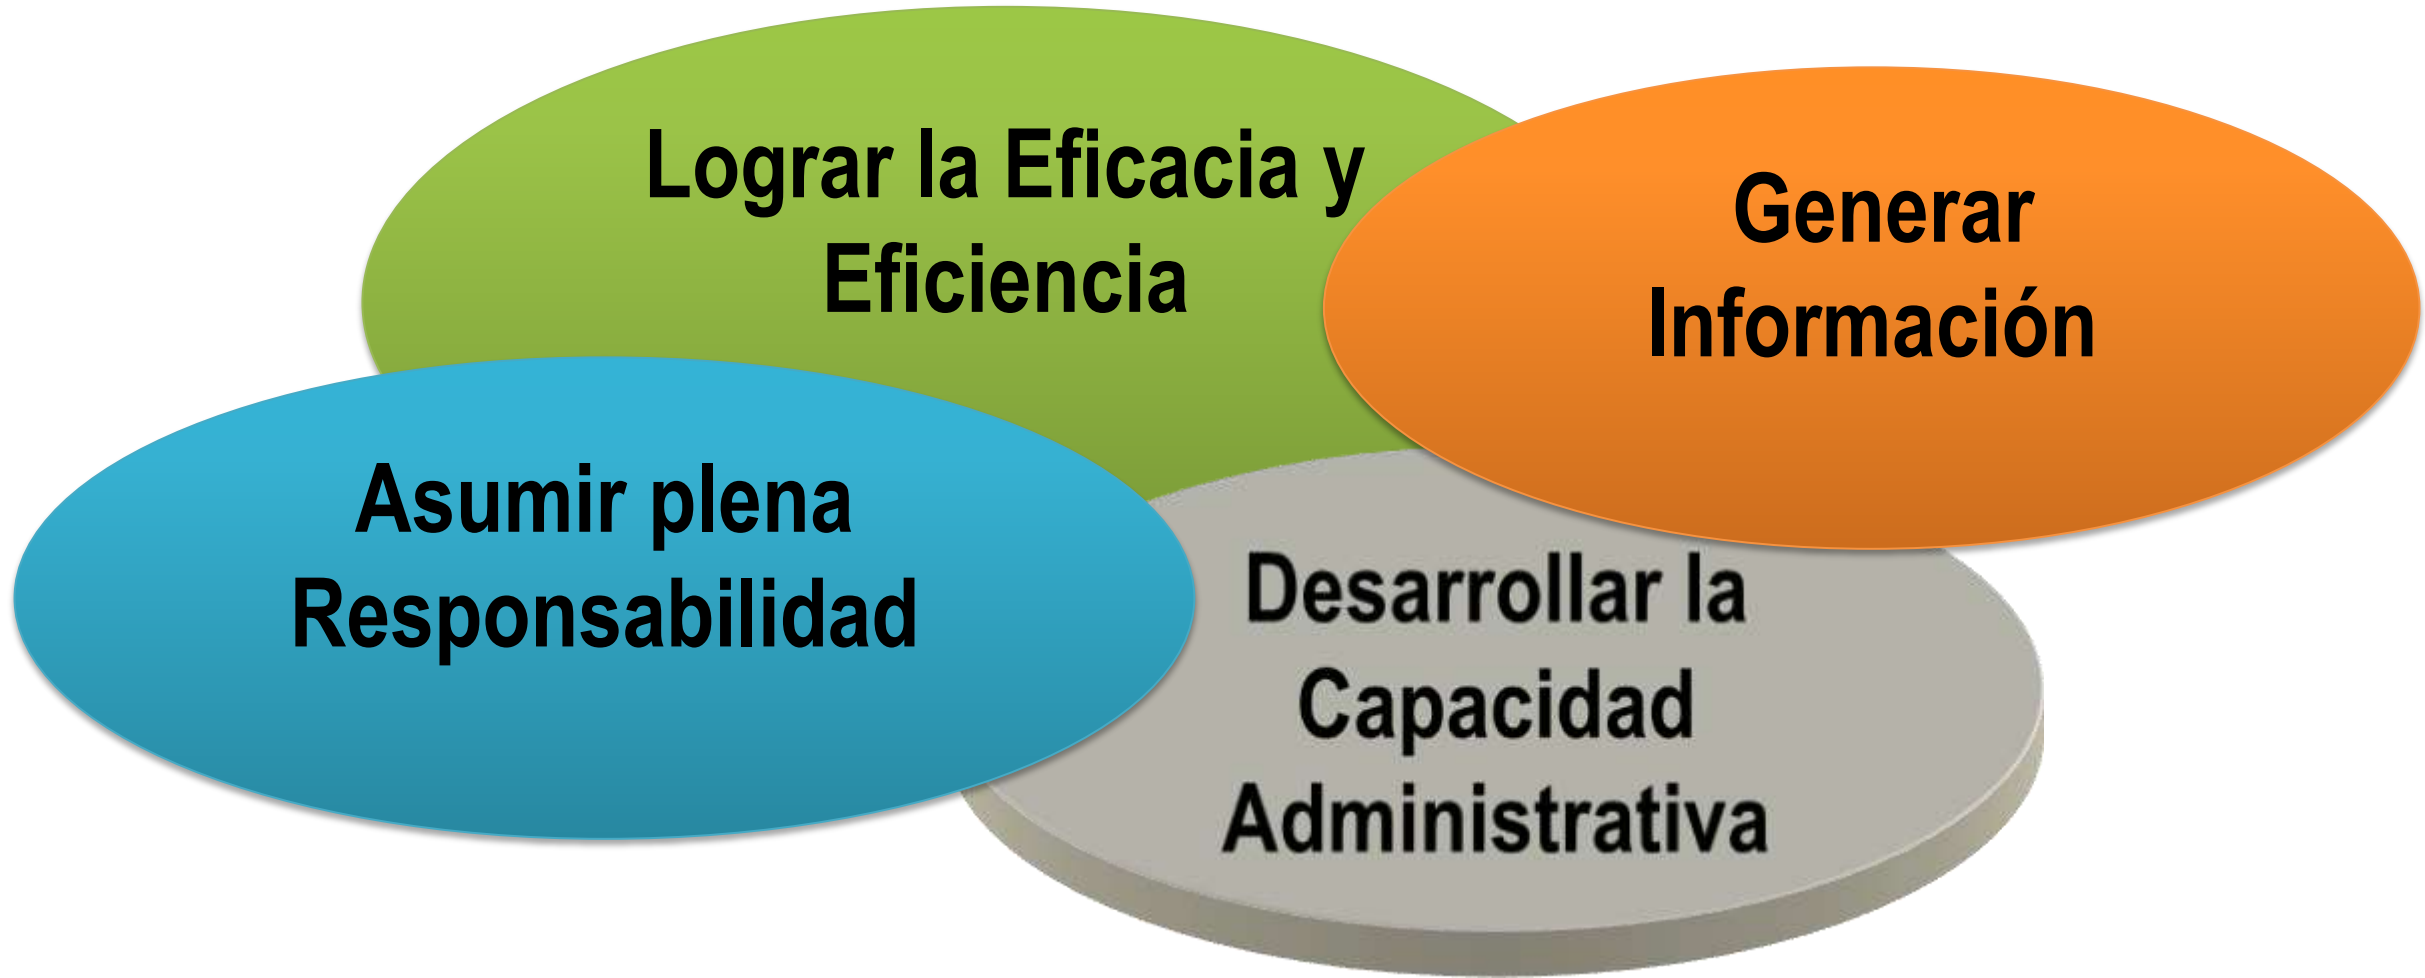 Lograr la Eficacia y
Eficiencia
Generar
Información
Asumir plena
Responsabilidad
Desarrollar la
Capacidad
Administrativa